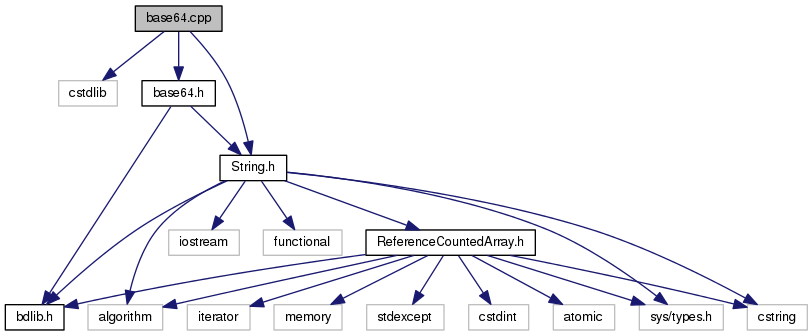 base64.cpp
cstdlib
base64.h
String.h
iostream
functional
ReferenceCountedArray.h
bdlib.h
algorithm
iterator
memory
stdexcept
cstdint
atomic
sys/types.h
cstring